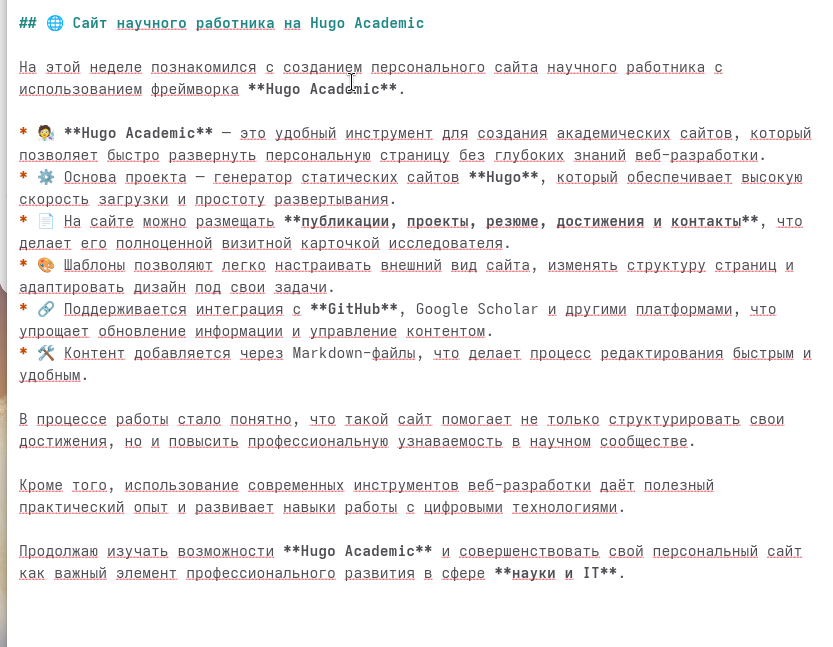 ## 🌐 Сайт научного работника на Hugo Academic
На этой неделе познакомился с созданием персонального сайта научного работника с
использованием фреймворка **Hugo Academic**.
* 🧑‍🔬 **Hugo Academic** — это удобный инструмент для создания академических сайтов, который
позволяет быстро развернуть персональную страницу без глубоких знаний веб-разработки.
* ⚙️ Основа проекта — генератор статических сайтов **Hugo**, который обеспечивает высокую
скорость загрузки и простоту развертывания.
* 📄 На сайте можно размещать **публикации, проекты, резюме, достижения и контакты**, что
делает его полноценной визитной карточкой исследователя.
* 🎨 Шаблоны позволяют легко настраивать внешний вид сайта, изменять структуру страниц и
адаптировать дизайн под свои задачи.
* 🔗 Поддерживается интеграция с **GitHub**, Google Scholar и другими платформами, что
упрощает обновление информации и управление контентом.
* 🛠️ Контент добавляется через Markdown-файлы, что делает процесс редактирования быстрым и
удобным.
В процессе работы стало понятно, что такой сайт помогает не только структурировать свои
достижения, но и повысить профессиональную узнаваемость в научном сообществе.
Кроме того, использование современных инструментов веб-разработки даёт полезный
практический опыт и развивает навыки работы с цифровыми технологиями.
Продолжаю изучать возможности **Hugo Academic** и совершенствовать свой персональный сайт
как важный элемент профессионального развития в сфере **науки и IT**.